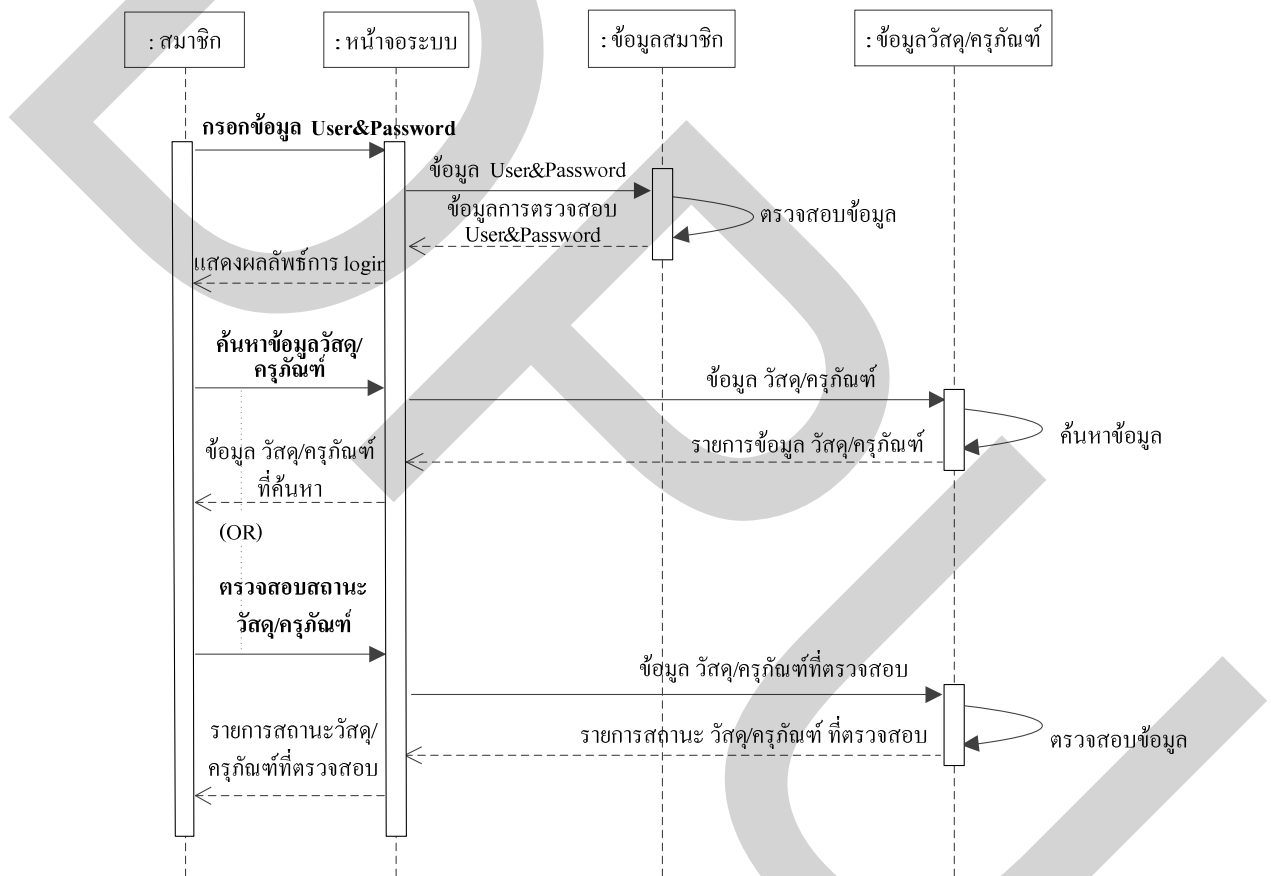 : สมาชิก
: หน้าจอระบบ
: ข้อมูลสมาชิก
: ข้อมูลวัสดุ/ครุภัณฑ์
กรอกข้อมูล User&Password
ข้อมูล User&Password
ตรวจสอบข้อมูล
ข้อมูลการตรวจสอบ
User&Password
แสดงผลลัพธ์การ login
ค้นหาข้อมูลวัสดุ/
ครุภัณฑ์
ข้อมูล วัสดุ/ครุภัณฑ์
ค้นหาข้อมูล
รายการข้อมูล วัสดุ/ครุภัณฑ์
ข้อมูล วัสดุ/ครุภัณฑ์
ที่ค้นหา
(OR)
ตรวจสอบสถานะ
วัสดุ/ครุภัณฑ์
ข้อมูล วัสดุ/ครุภัณฑ์ที่ตรวจสอบ
ตรวจสอบข้อมูล
รายการสถานะ วัสดุ/ครุภัณฑ์ ที่ตรวจสอบ
รายการสถานะวัสดุ/
ครุภัณฑ์ที่ตรวจสอบ
DPU